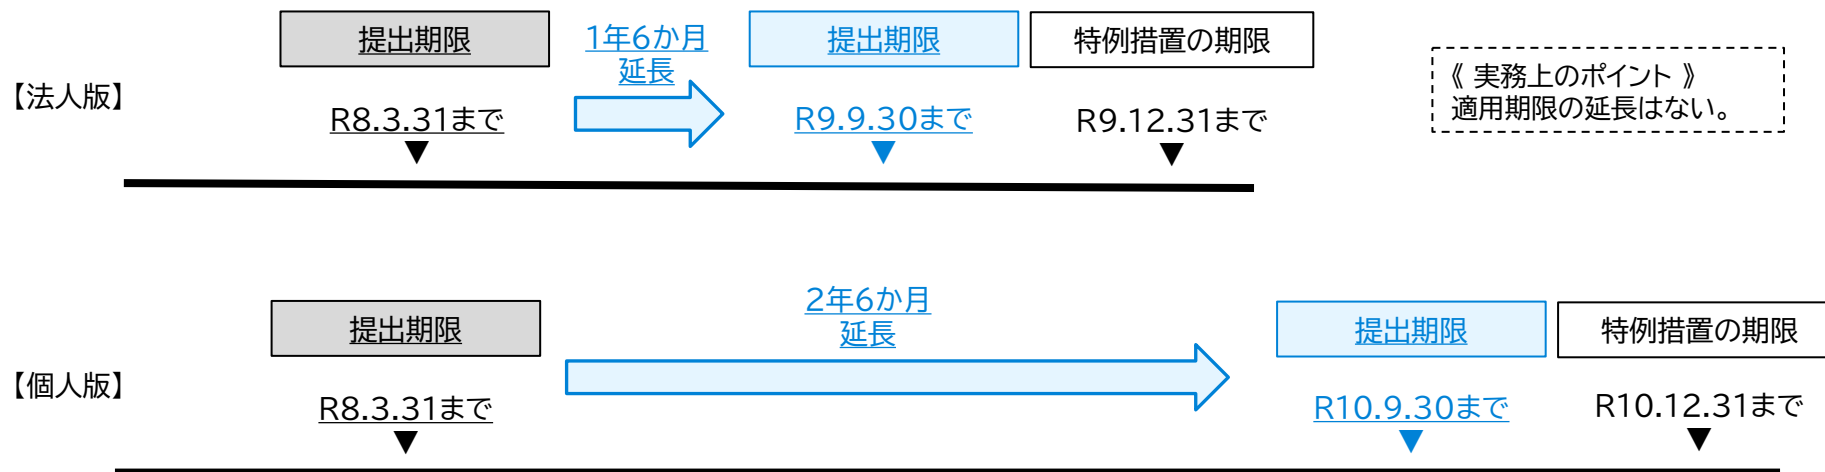 【法人版】
提出期限
R8.3.31まで
▼
1年6か月
延長
提出期限
R9.9.30まで
▼
特例措置の期限
R9.12.31まで
▼
《 実務上のポイント 》
適用期限の延長はない。
【個人版】
提出期限
R8.3.31まで
▼
2年6か月
延長
提出期限
R10.9.30まで
▼
特例措置の期限
R10.12.31まで
▼